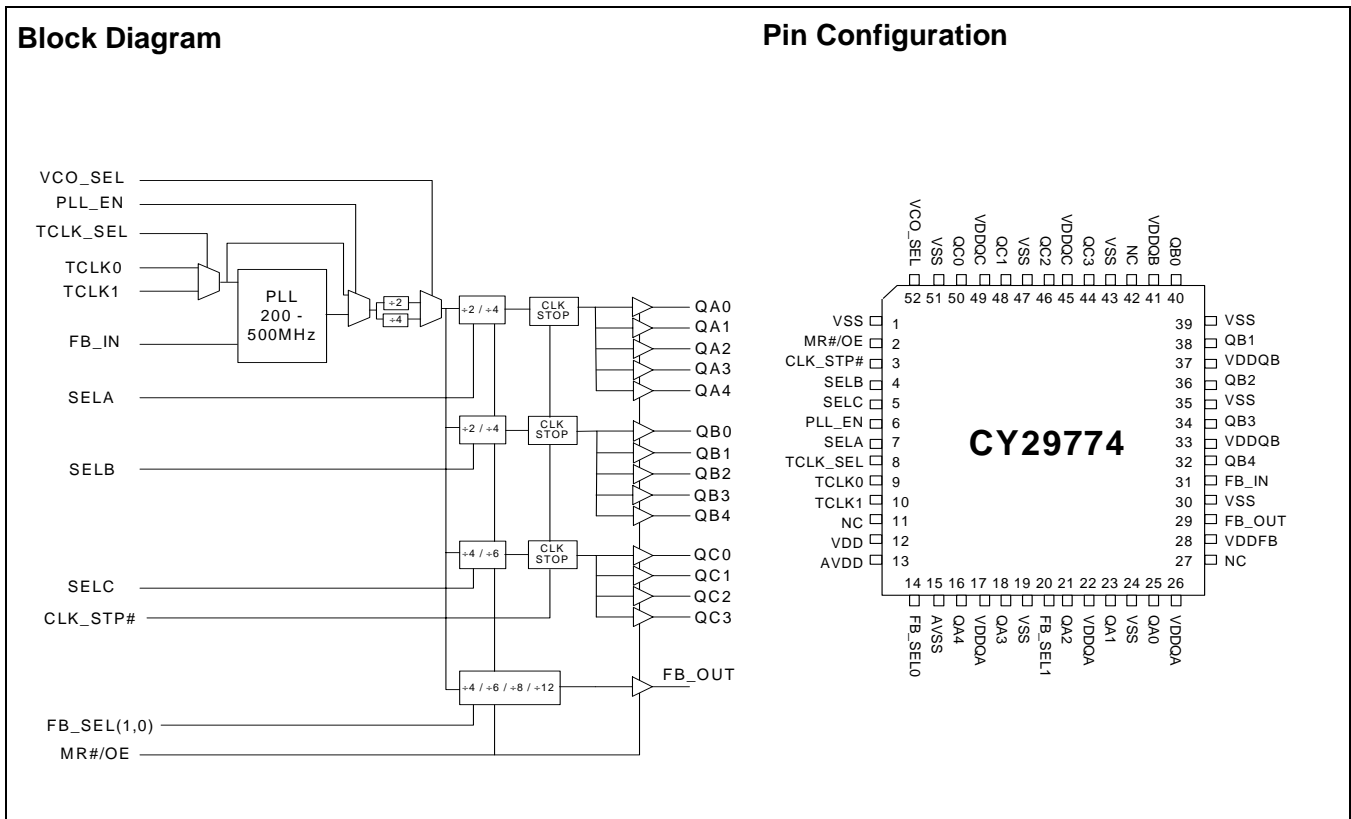 Block Diagram
Pin Configuration
VCO_SEL
PLL_EN
TCLK_SEL
TCLK0
TCLK1
FB_IN
SELA
SELB
SELC
CLK_STP#
FB_SEL(1,0)
MR#/OE
PLL
200 -
500MHz
÷2
÷4
÷2 / ÷4
CLK
STOP
QA0
QA1
QA2
QA3
QA4
÷2 / ÷4
CLK
STOP
QB0
QB1
QB2
QB3
QB4
÷4 / ÷6
CLK
STOP
QC0
QC1
QC2
QC3
÷4 / ÷6 / ÷8 / ÷12
FB_OUT
VCO_SEL
VSS
QC0
VDDQC
QC1
VSS
QC2
VDDQC
QC3
VSS
NC
VDDQB
QB0
52 51 50 49 48 47 46 45 44 43 42 41 40
VSS 1
MR#/OE 2
CLK_STP# 3
SELB 4
SELC 5
PLL_EN 6
SELA 7
TCLK_SEL 8
TCLK0 9
TCLK1 10
NC 11
VDD 12
AVDD 13
CY29774
39 VSS
38 QB1
37 VDDQB
36 QB2
35 VSS
34 QB3
33 VDDQB
32 QB4
31 FB_IN
30 VSS
29 FB_OUT
28 VDDFB
27 NC
14 15 16 17 18 19 20 21 22 23 24 25 26
FB_SEL0
AVSS
QA4
VDDQA
QA3
VSS
FB_SEL1
QA2
VDDQA
QA1
VSS
QA0
VDDQA